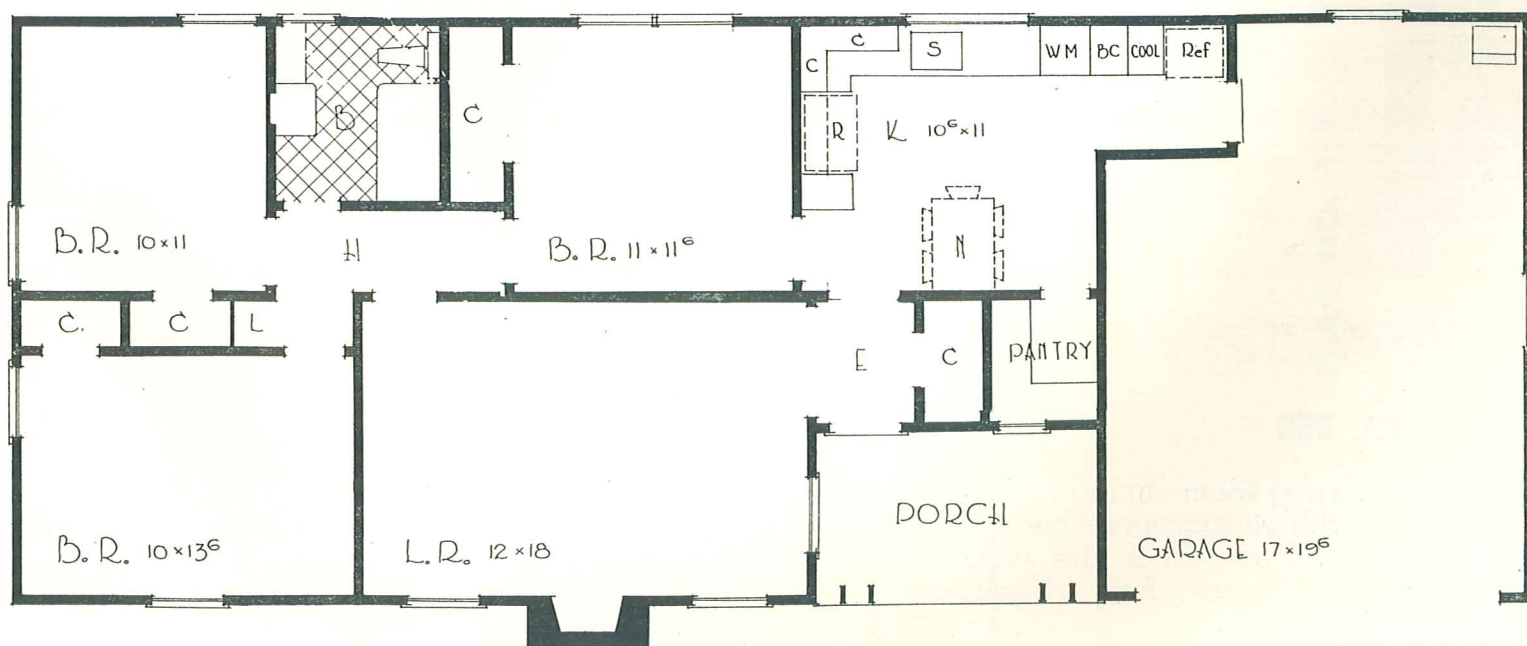 C
S
WM
BC
COOL
Ref
C
C
B
R
K 10⁶×11
B.R. 10×11
H
B.R. 11×11⁶
N
C.
C
L
E
C
PANTRY
PORCH
B.R. 10×13⁶
L.R. 12×18
GARAGE 17×19⁶